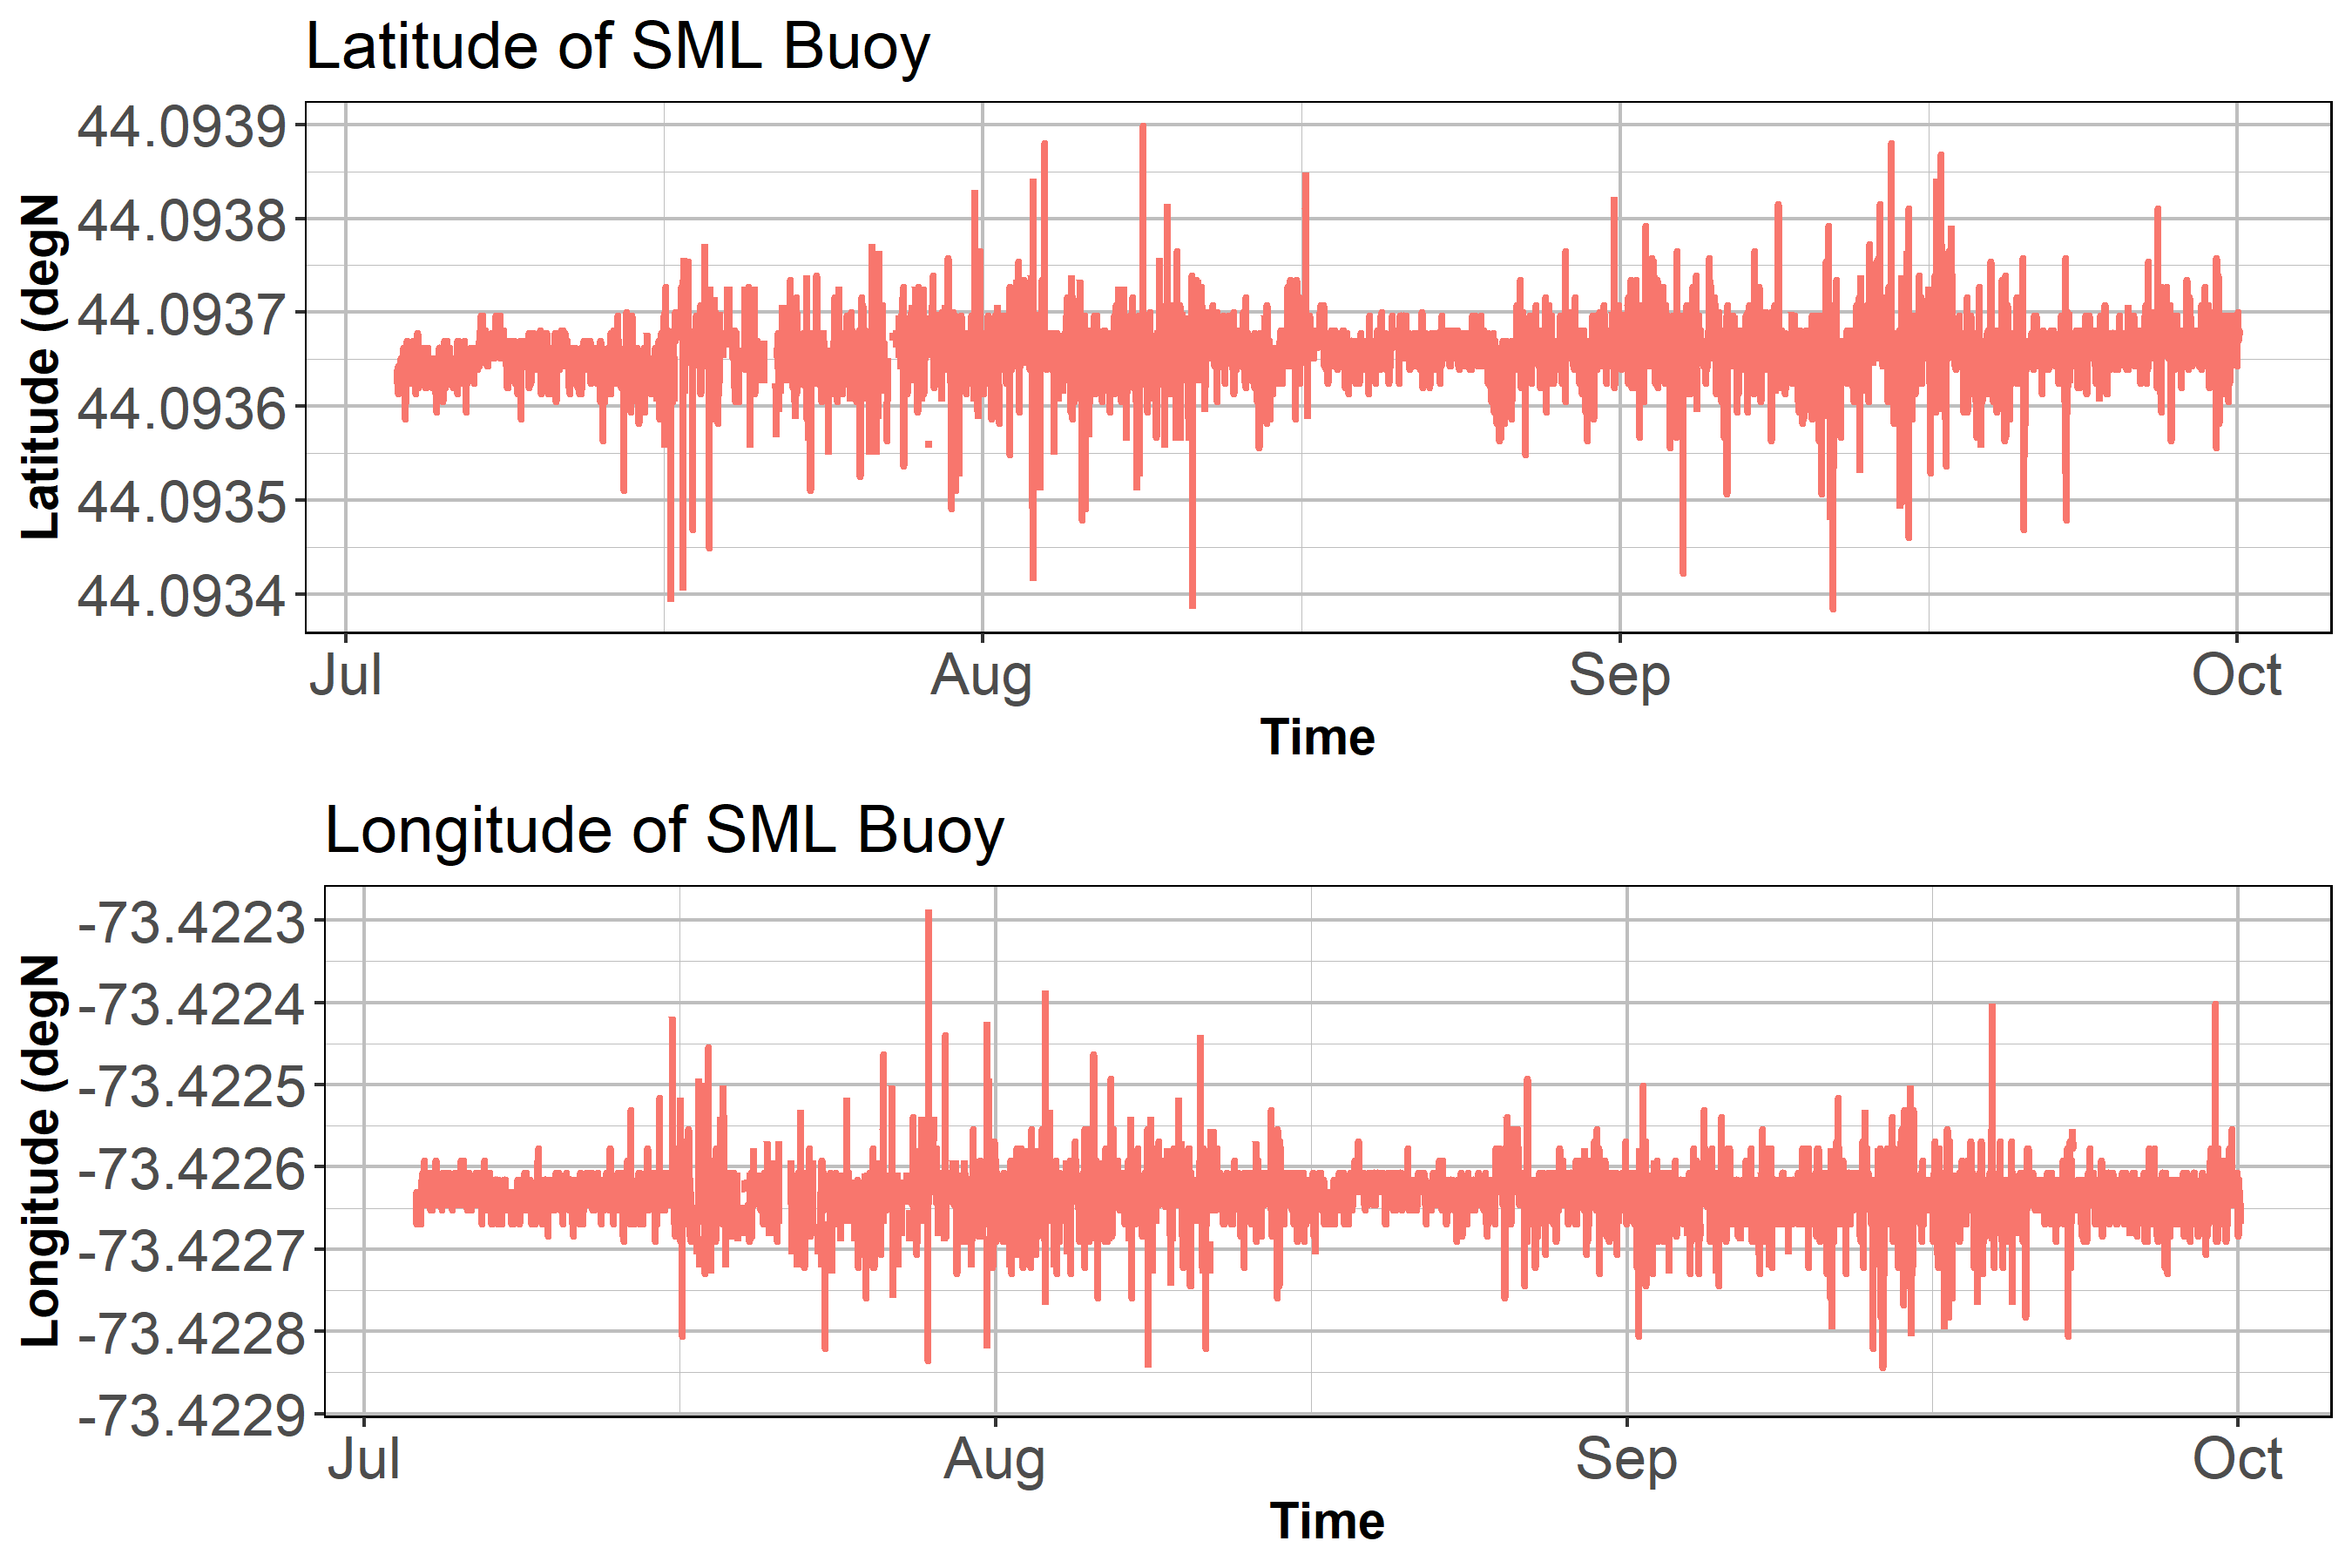 Latitude of SML Buoy
44.0939
44.0938
44.0937
44.0936
44.0935
44.0934
Latitude (degN
Jul Aug Sep Oct
Time
Longitude of SML Buoy
-73.4223
-73.4224
-73.4225
-73.4226
-73.4227
-73.4228
-73.4229
Longitude (degN
Jul Aug Sep Oct
Time